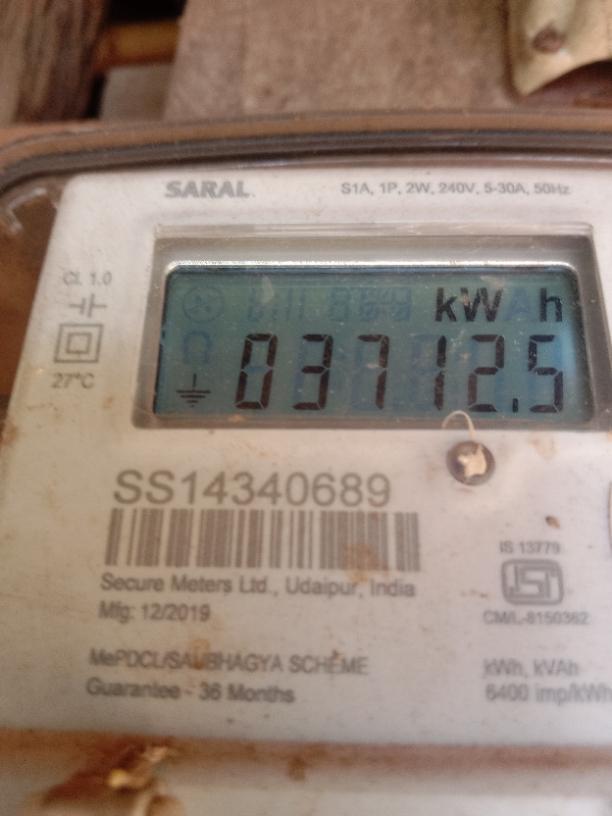 SARAL
S1A, 1P, 2W, 240V, 5-30A, 50Hz
Cl. 1.0
27°C
kWh
03712.5
SS14340689
Secure Meters Ltd., Udaipur, India
Mfg: 12/2019
IS 13779
ISI
CM/L-8150362
MePDCL/SAUBHAGYA SCHEME
Guarantee - 36 Months
kWh, kVAh
6400 imp/kWh